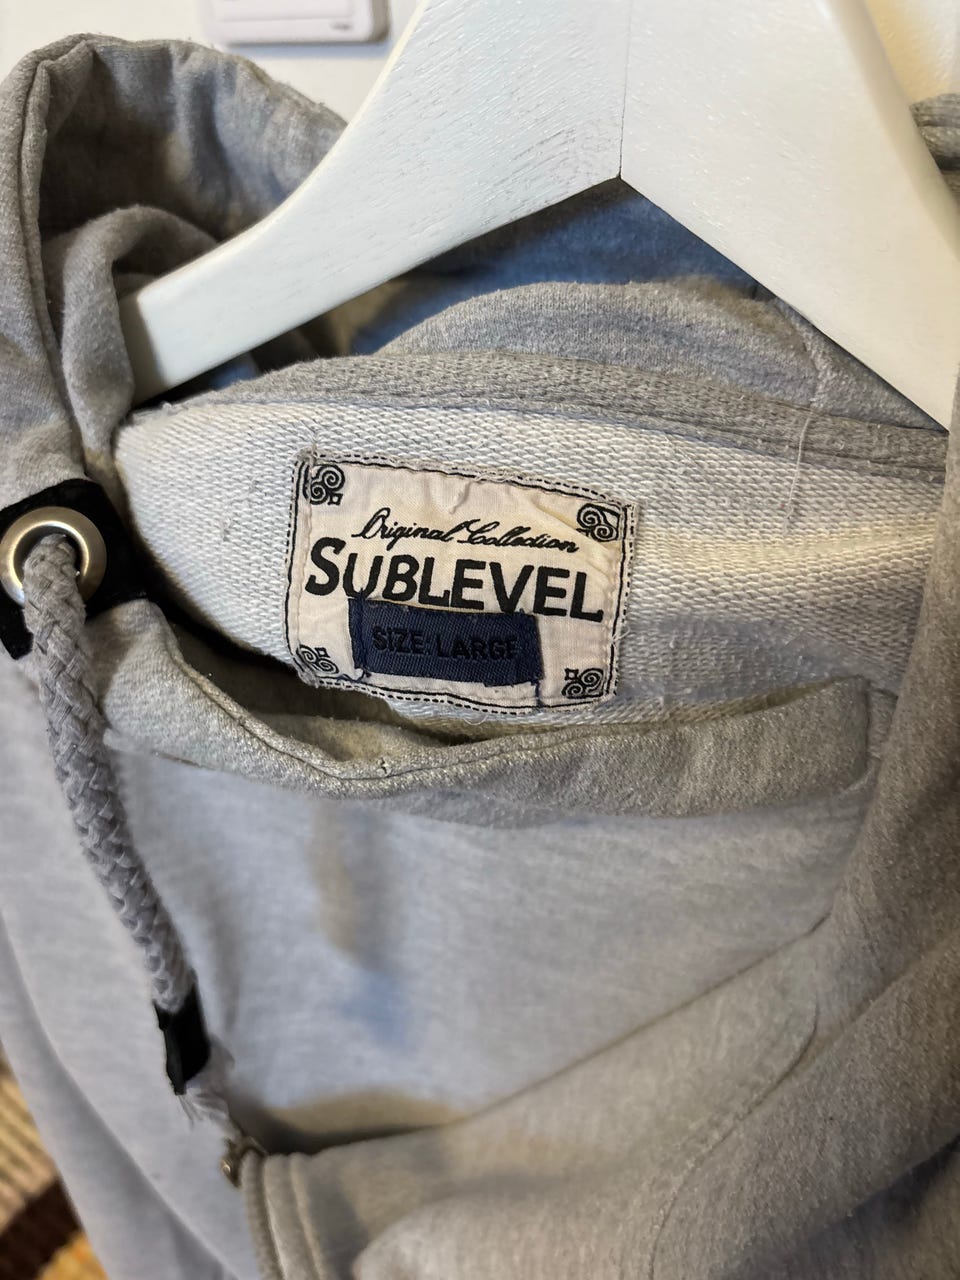 Original Collection
SUBLEVEL
SIZE: LARGE